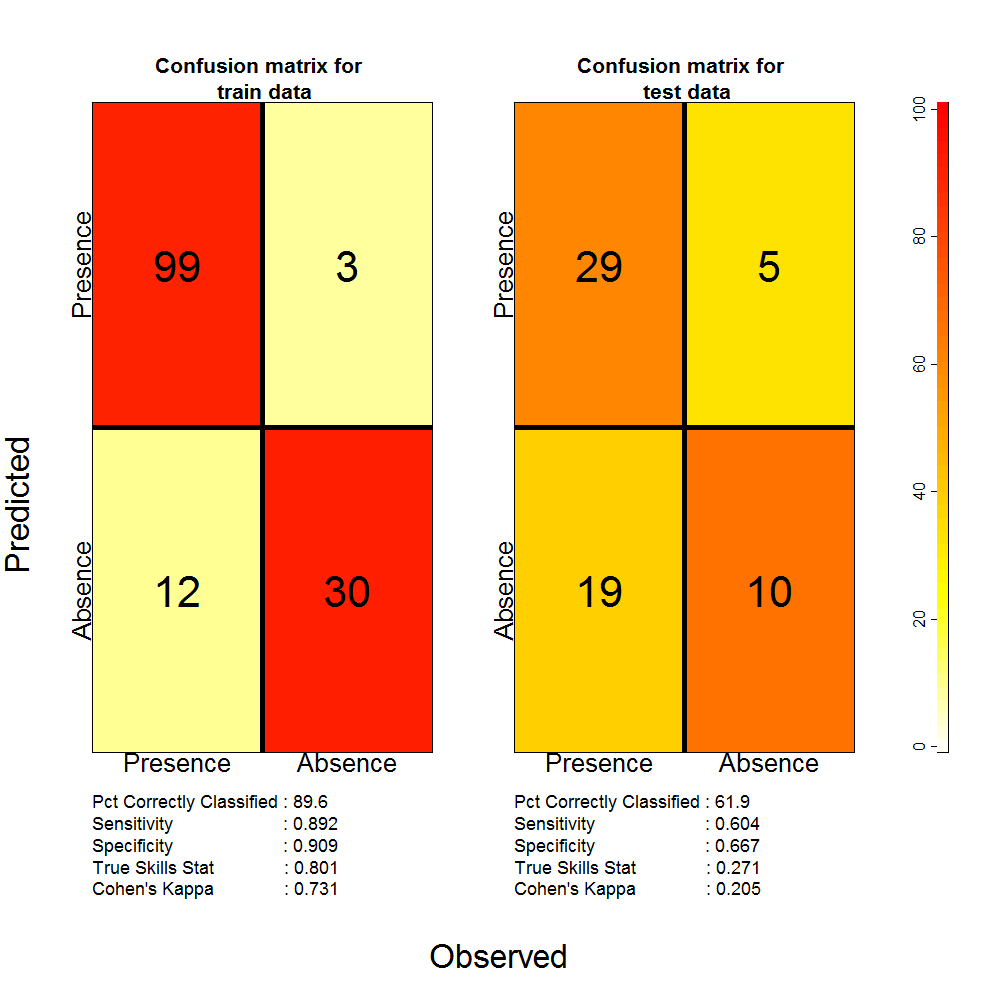 Confusion matrix for
train data
Presence
99
3
Absence
12
30
Presence Absence
Pct Correctly Classified : 89.6
Sensitivity : 0.892
Specificity : 0.909
True Skills Stat : 0.801
Cohen's Kappa : 0.731
Confusion matrix for
test data
Presence
29
5
Absence
19
10
Presence Absence
Pct Correctly Classified : 61.9
Sensitivity : 0.604
Specificity : 0.667
True Skills Stat : 0.271
Cohen's Kappa : 0.205
100
80
60
40
20
0
Predicted
Observed